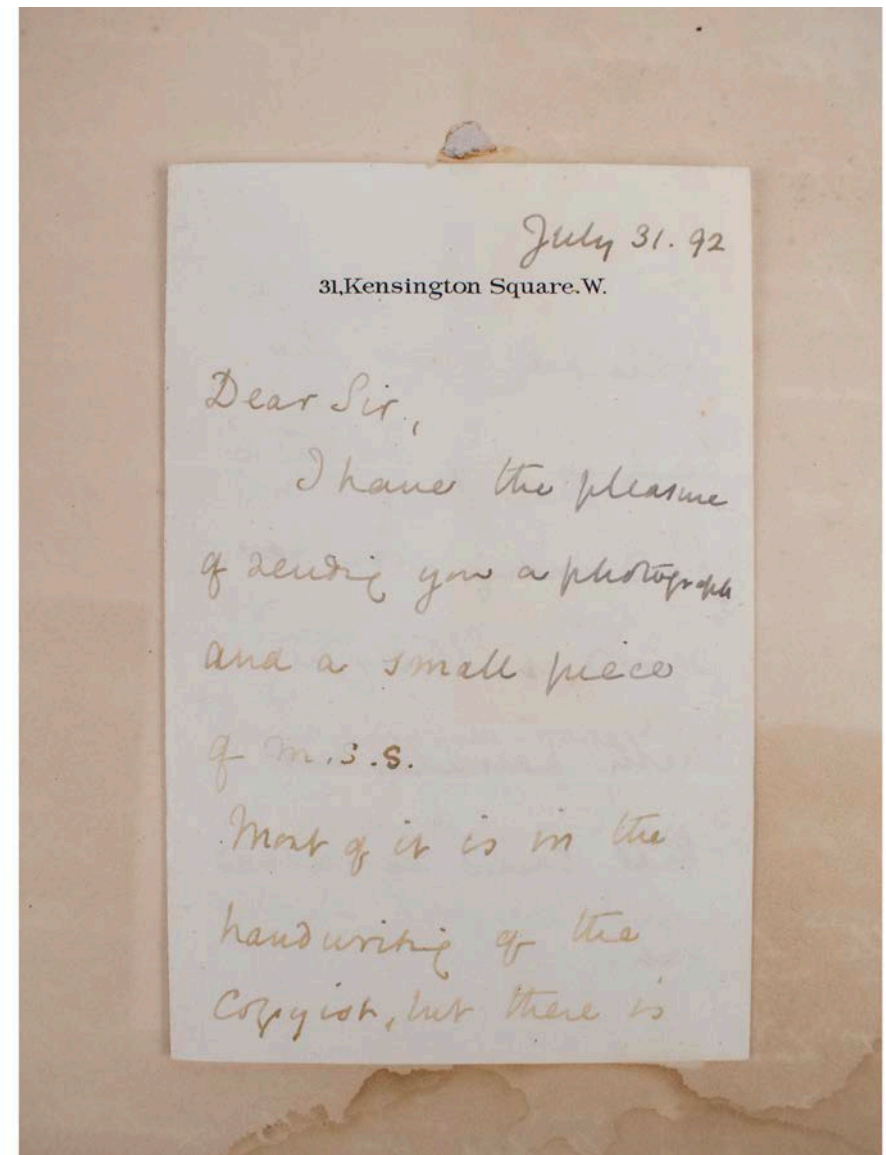 July 31. 92
31,Kensington Square.W.
Dear Sir,
I have the pleasure
of sending you a photograph
and a small piece
of m.s.s.
Most of it is in the
handwriting of the
Copyist, but there is